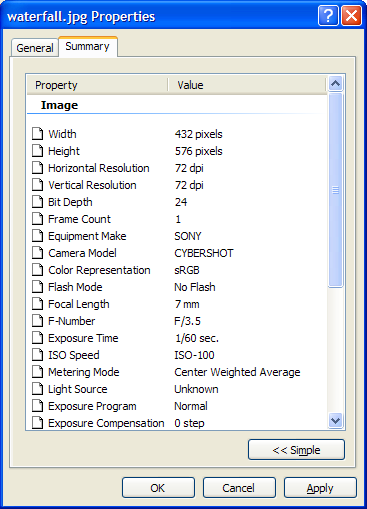 waterfall.jpg Properties
General Summary
Property Value
Image
Width 432 pixels
Height 576 pixels
Horizontal Resolution 72 dpi
Vertical Resolution 72 dpi
Bit Depth 24
Frame Count 1
Equipment Make SONY
Camera Model CYBERSHOT
Color Representation sRGB
Flash Mode No Flash
Focal Length 7 mm
F-Number F/3.5
Exposure Time 1/60 sec.
ISO Speed ISO-100
Metering Mode Center Weighted Average
Light Source Unknown
Exposure Program Normal
Exposure Compensation 0 step
<< Simple
OK Cancel Apply